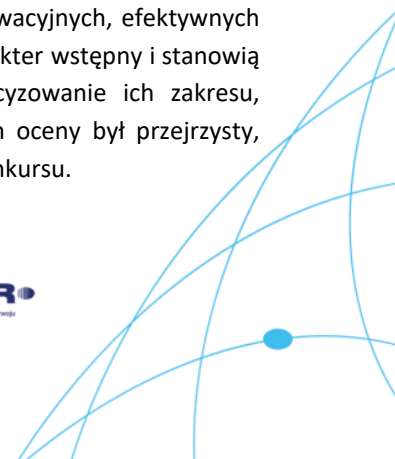 wacyjnych, efektywnych
kter wstępny i stanowią
cyzowanie ich zakresu,
oceny był przejrzysty,
nkursu.
R